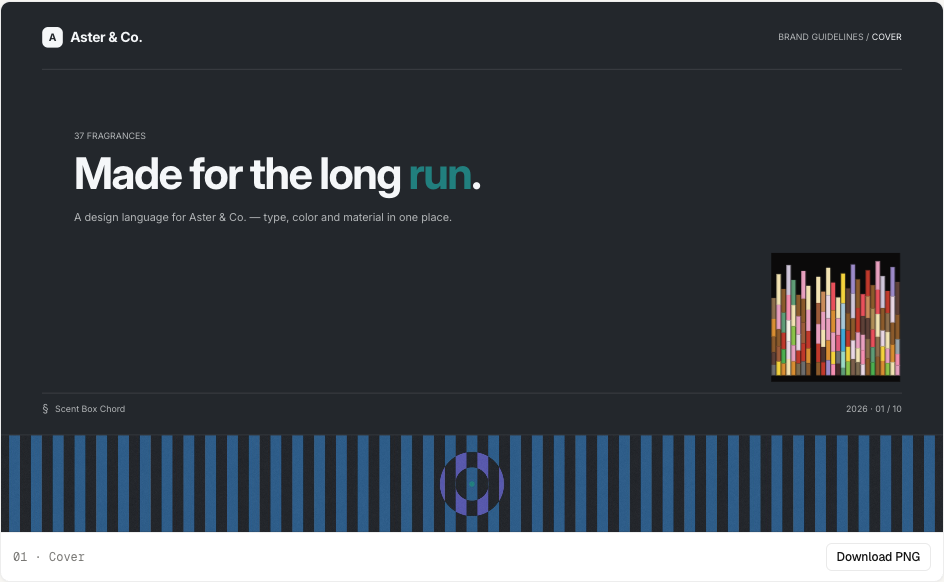 A Aster & Co.
BRAND GUIDELINES / COVER
37 FRAGRANCES
Made for the long run.
A design language for Aster & Co. — type, color and material in one place.
§ Scent Box Chord
2026 · 01 / 10
01 · Cover
Download PNG